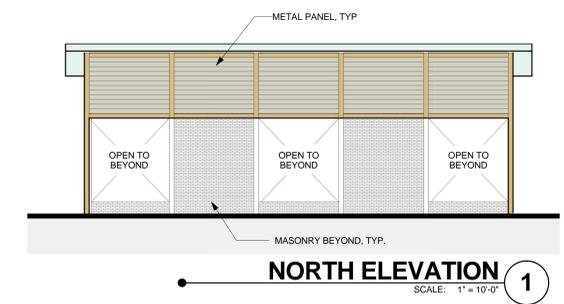 METAL PANEL, TYP
OPEN TO
BEYOND
OPEN TO
BEYOND
OPEN TO
BEYOND
MASONRY BEYOND, TYP.
NORTH ELEVATION
SCALE: 1" = 10'-0"
1